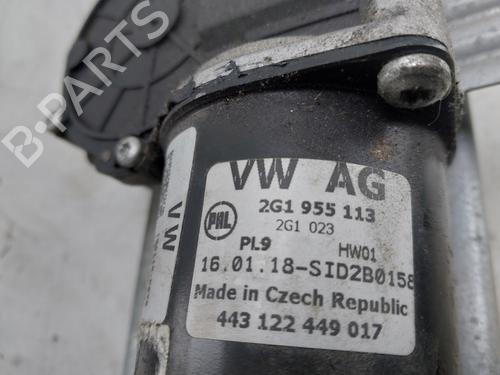 B-PARTS
VW AG
2G1 955 113
2G1 023
PAL
PL9
HW01
16.01.18-SID2B0158
Made in Czech Republic
443 122 449 017
VW